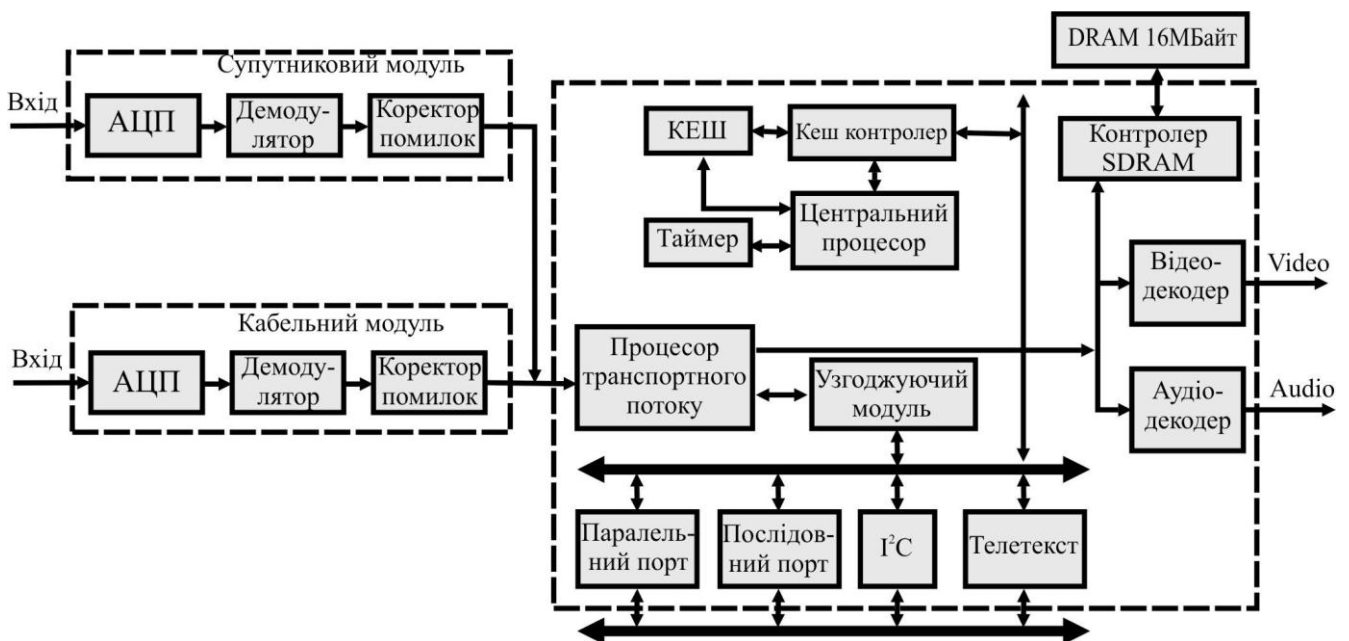 DRAM 16МБайт
Супутниковий модуль
Вхід
АЦП
Демоду-
лятор
Коректор
помилок
КЕШ
Кеш контролер
Контролер
SDRAM
Таймер
Центральний
процесор
Відео-
декодер
Video
Кабельний модуль
Вхід
АЦП
Демоду-
лятор
Коректор
помилок
Процесор
транспортного
потоку
Узгоджуючий
модуль
Аудіо-
декодер
Audio
Паралель-
ний порт
Послідов-
ний порт
I²C
Телетекст